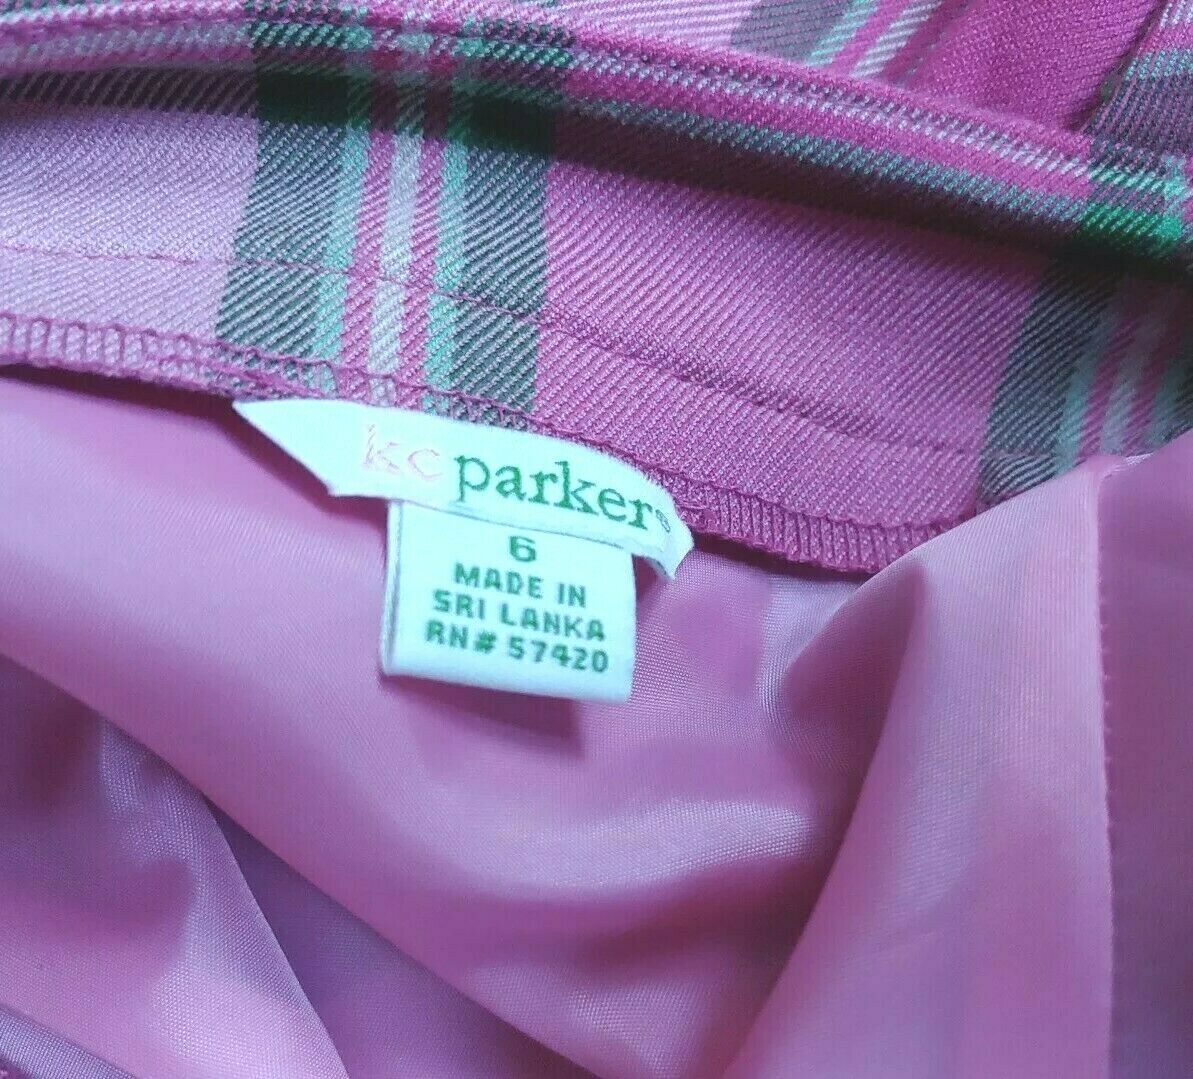 kc parker®
6
MADE IN
SRI LANKA
RN# 57420